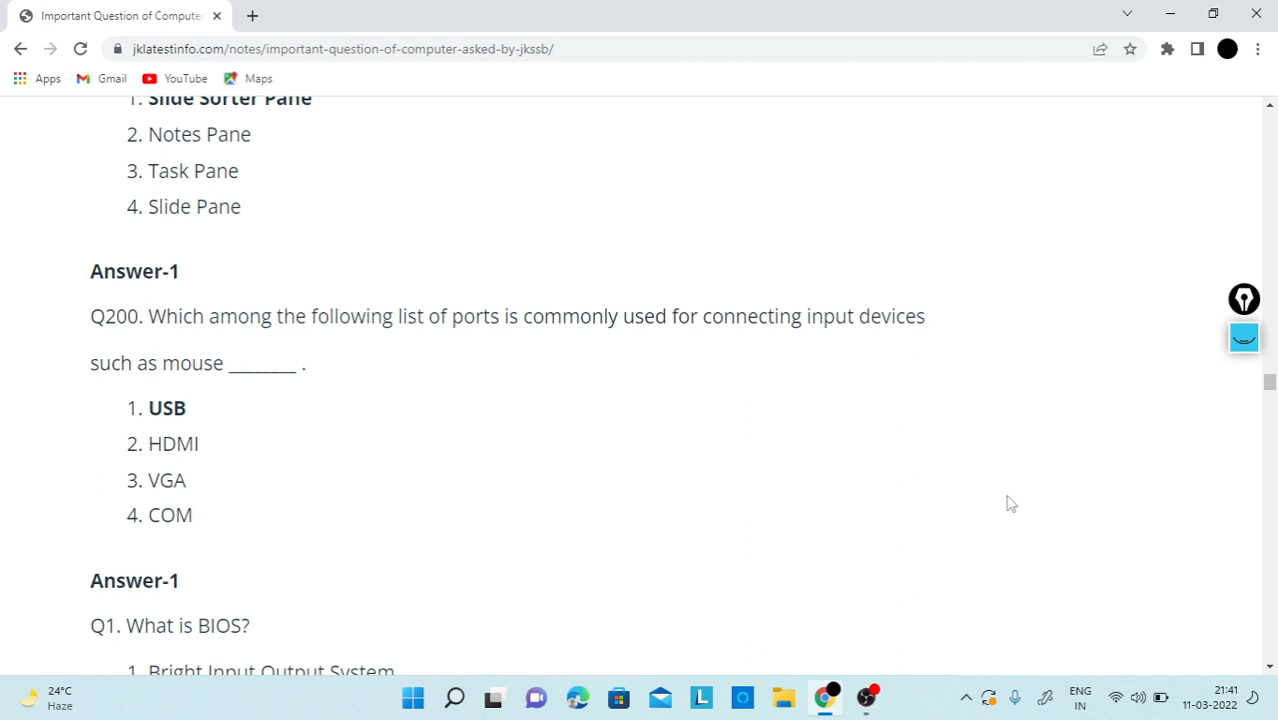 Important Question of Computer
jklatestinfo.com/notes/important-question-of-computer-asked-by-jkssb/
Apps
Gmail
YouTube
Maps
1. Slide Sorter Pane
2. Notes Pane
3. Task Pane
4. Slide Pane
Answer-1
Q200. Which among the following list of ports is commonly used for connecting input devices
such as mouse ________ .
1. USB
2. HDMI
3. VGA
4. COM
Answer-1
Q1. What is BIOS?
1. Bright Input Output System
24°C
Haze
L
ENG
IN
21:41
11-03-2022